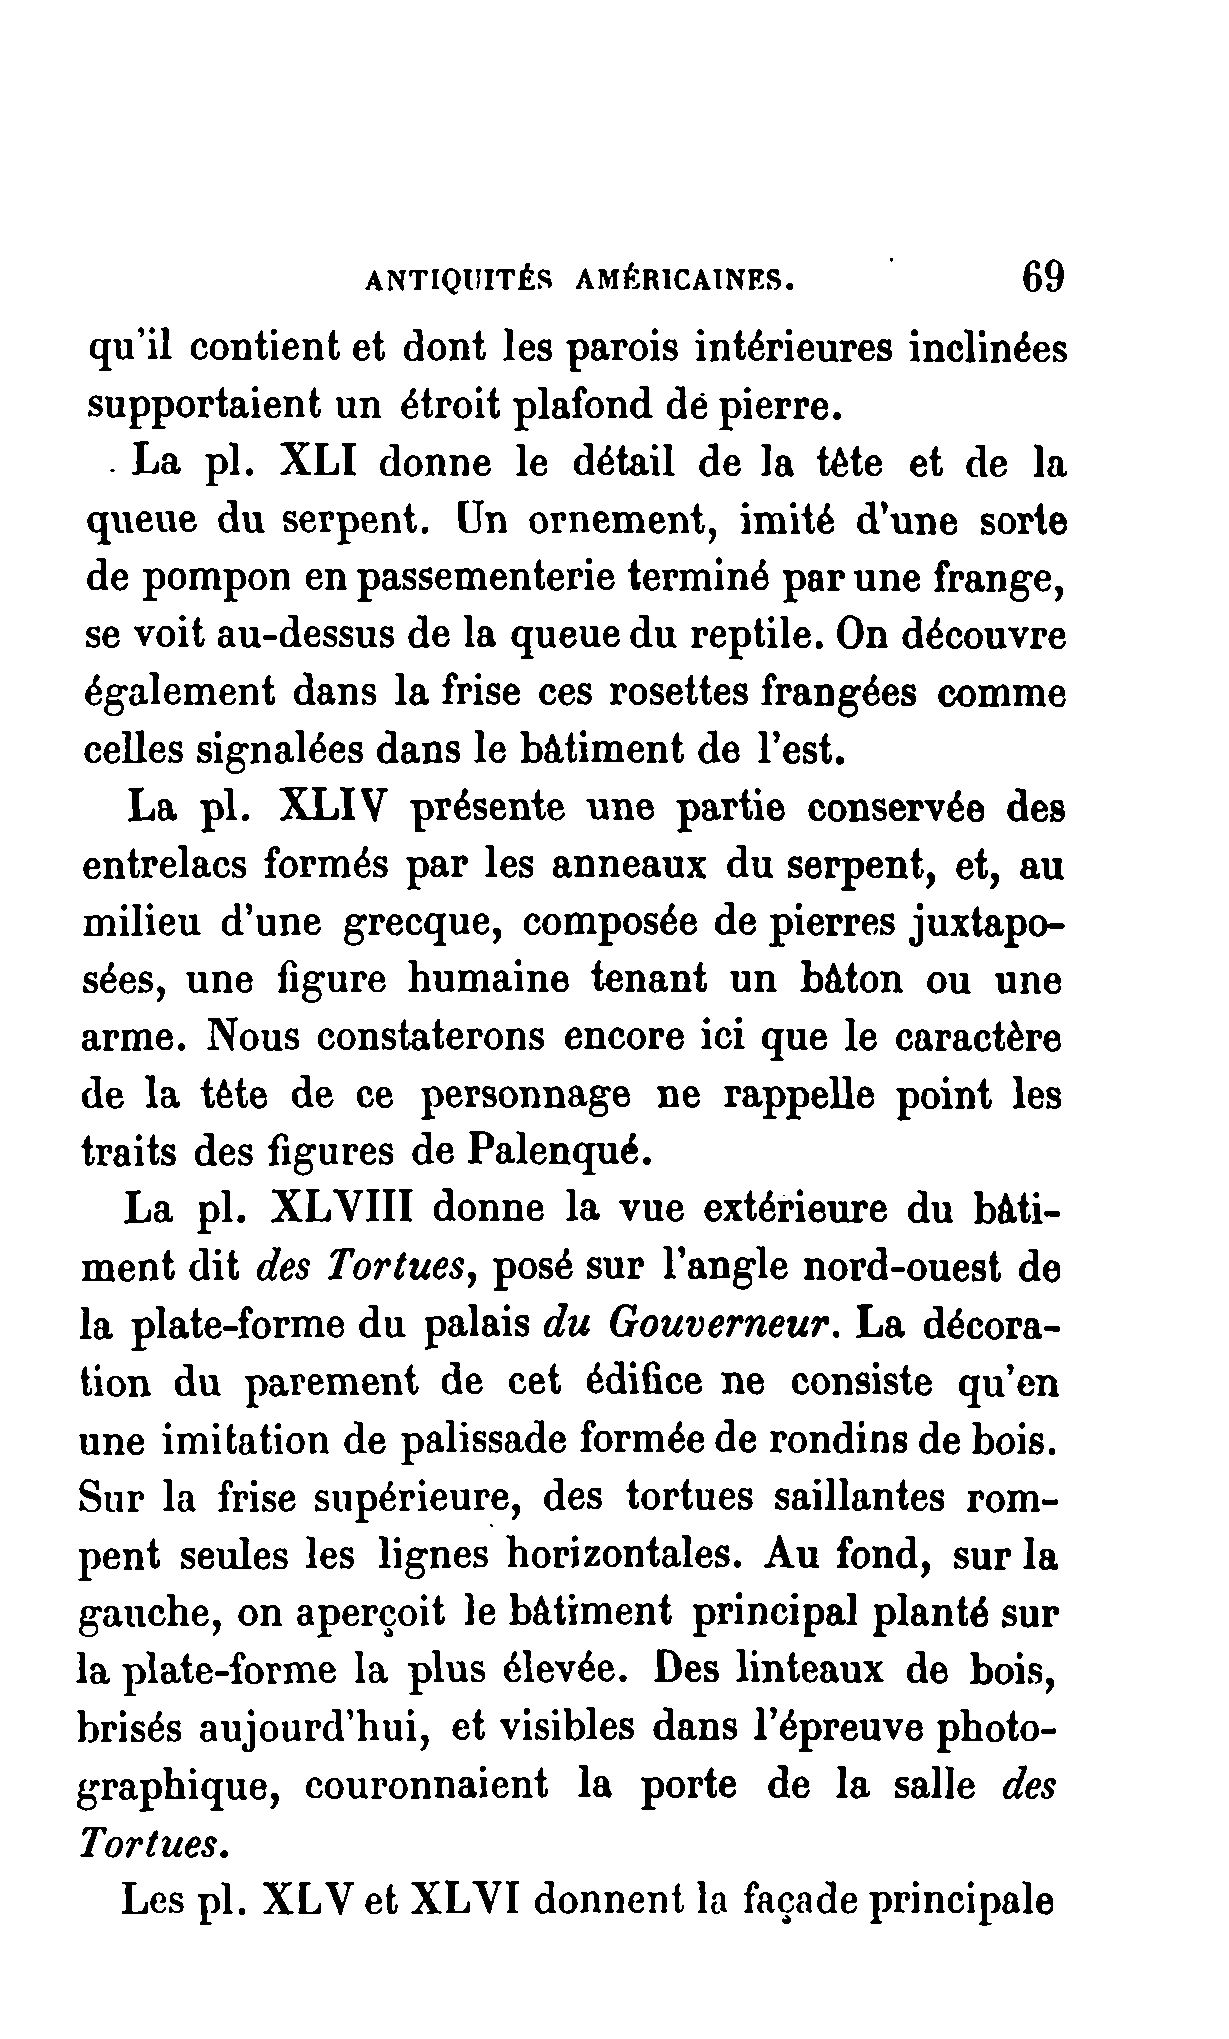 ANTIQUITÉS AMÉRICAINES. 69
qu'il contient et dont les parois intérieures inclinées
supportaient un étroit plafond de pierre.
La pl. XLI donne le détail de la tête et de la
queue du serpent. Un ornement, imité d'une sorte
de pompon en passementerie terminé par une frange,
se voit au-dessus de la queue du reptile. On découvre
également dans la frise ces rosettes frangées comme
celles signalées dans le bâtiment de l'est.
La pl. XLIV présente une partie conservée des
entrelacs formés par les anneaux du serpent, et, au
milieu d'une grecque, composée de pierres juxtapo-
sées, une figure humaine tenant un bâton ou une
arme. Nous constaterons encore ici que le caractère
de la tête de ce personnage ne rappelle point les
traits des figures de Palenqué.
La pl. XLVIII donne la vue extérieure du bâti-
ment dit des Tortues, posé sur l'angle nord-ouest de
la plate-forme du palais du Gouverneur. La décora-
tion du parement de cet édifice ne consiste qu'en
une imitation de palissade formée de rondins de bois.
Sur la frise supérieure, des tortues saillantes rom-
pent seules les lignes horizontales. Au fond, sur la
gauche, on aperçoit le bâtiment principal planté sur
la plate-forme la plus élevée. Des linteaux de bois,
brisés aujourd'hui, et visibles dans l'épreuve photo-
graphique, couronnaient la porte de la salle des
Tortues.
Les pl. XLV et XLVI donnent la façade principale